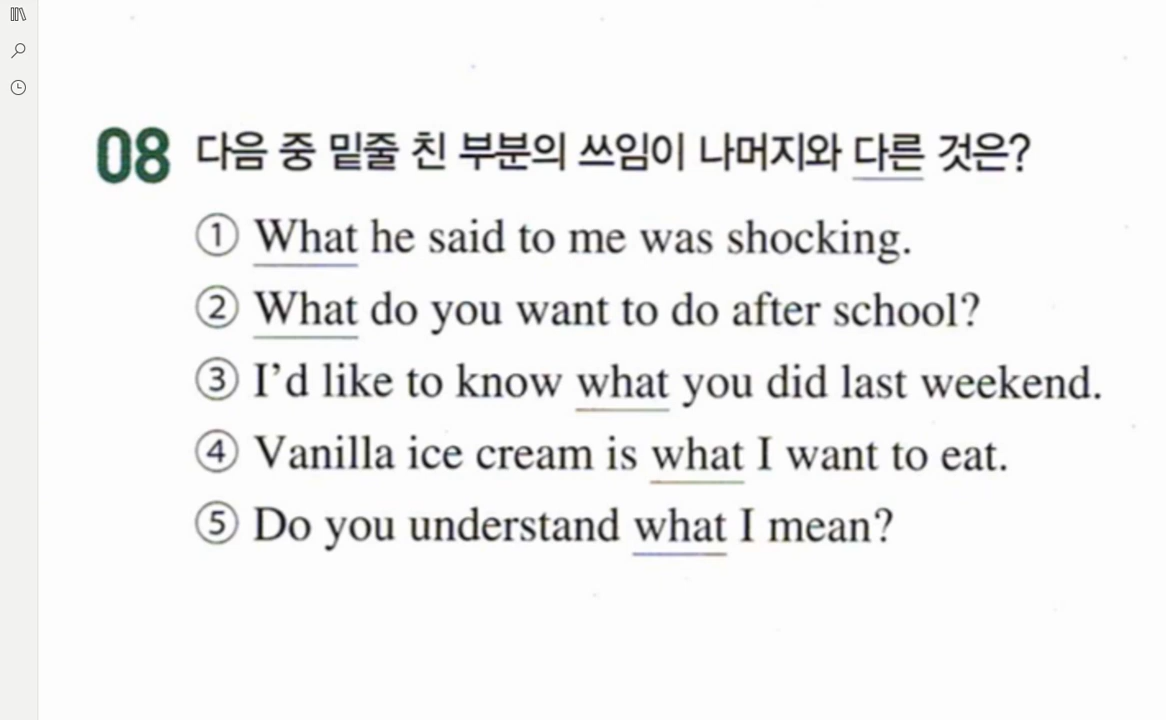 08 다음 중 밑줄 친 부분의 쓰임이 나머지와 다른 것은?
① What he said to me was shocking.
② What do you want to do after school?
③ I’d like to know what you did last weekend.
④ Vanilla ice cream is what I want to eat.
⑤ Do you understand what I mean?